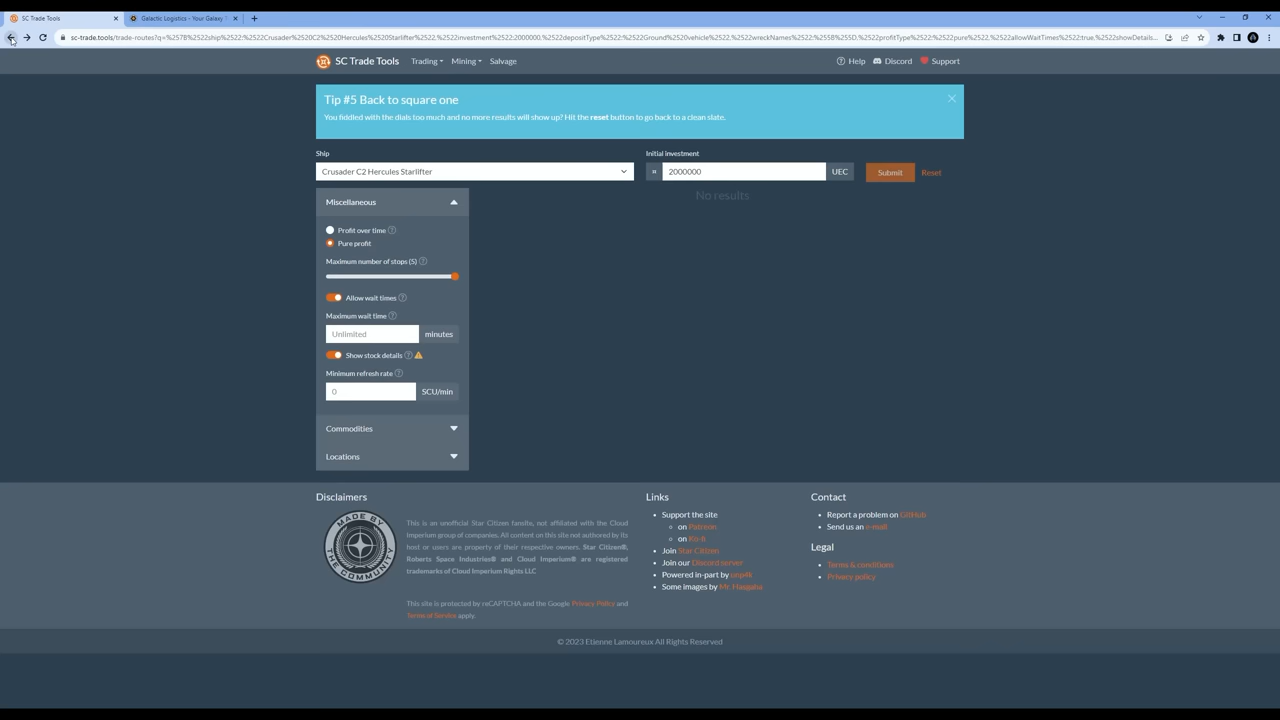 SC Trade Tools
Galactic Logistics - Your Galaxy T
sc-trade.tools/trade-routes?q=%257B%2522ship%2522:%2522Crusader%2520C2%2520Hercules%2520Starlifter%2522,%2522investment%2522:2000000,%2522depositType%2522:%2522Ground%2520vehicle%2522,%2522wreckNames%2522:%255B%255D,%2522profitType%2522:%2522pure%2522,%2522allowWaitTimes%2522:true,%2522showDetails...
SC Trade Tools
Trading
Mining
Salvage
Help
Discord
Support
Tip #5 Back to square one
You fiddled with the dials too much and no more results will show up? Hit the reset button to go back to a clean slate.
Ship
Initial investment
Crusader C2 Hercules Starlifter
¤ 2000000 UEC
Submit
Reset
No results
Miscellaneous
Profit over time
Pure profit
Maximum number of stops (5)
Allow wait times
Maximum wait time
Unlimited minutes
Show stock details
Minimum refresh rate
0 SCU/min
Commodities
Locations
Disclaimers
MADE BY THE COMMUNITY
This is an unofficial Star Citizen fansite, not affiliated with the Cloud
Imperium group of companies. All content on this site not authored by its
host or users are property of their respective owners. Star Citizen®,
Roberts Space Industries® and Cloud Imperium® are registered
trademarks of Cloud Imperium Rights LLC
This site is protected by reCAPTCHA and the Google Privacy Policy and
Terms of Service apply.
Links
Support the site
on Patreon
on Ko-fi
Join Star Citizen
Join our Discord server
Powered in-part by unp4k
Some images by Mr. Hasgaha
Contact
Report a problem on GitHub
Send us an e-mail
Legal
Terms & conditions
Privacy policy
© 2023 Etienne Lamoureux All Rights Reserved